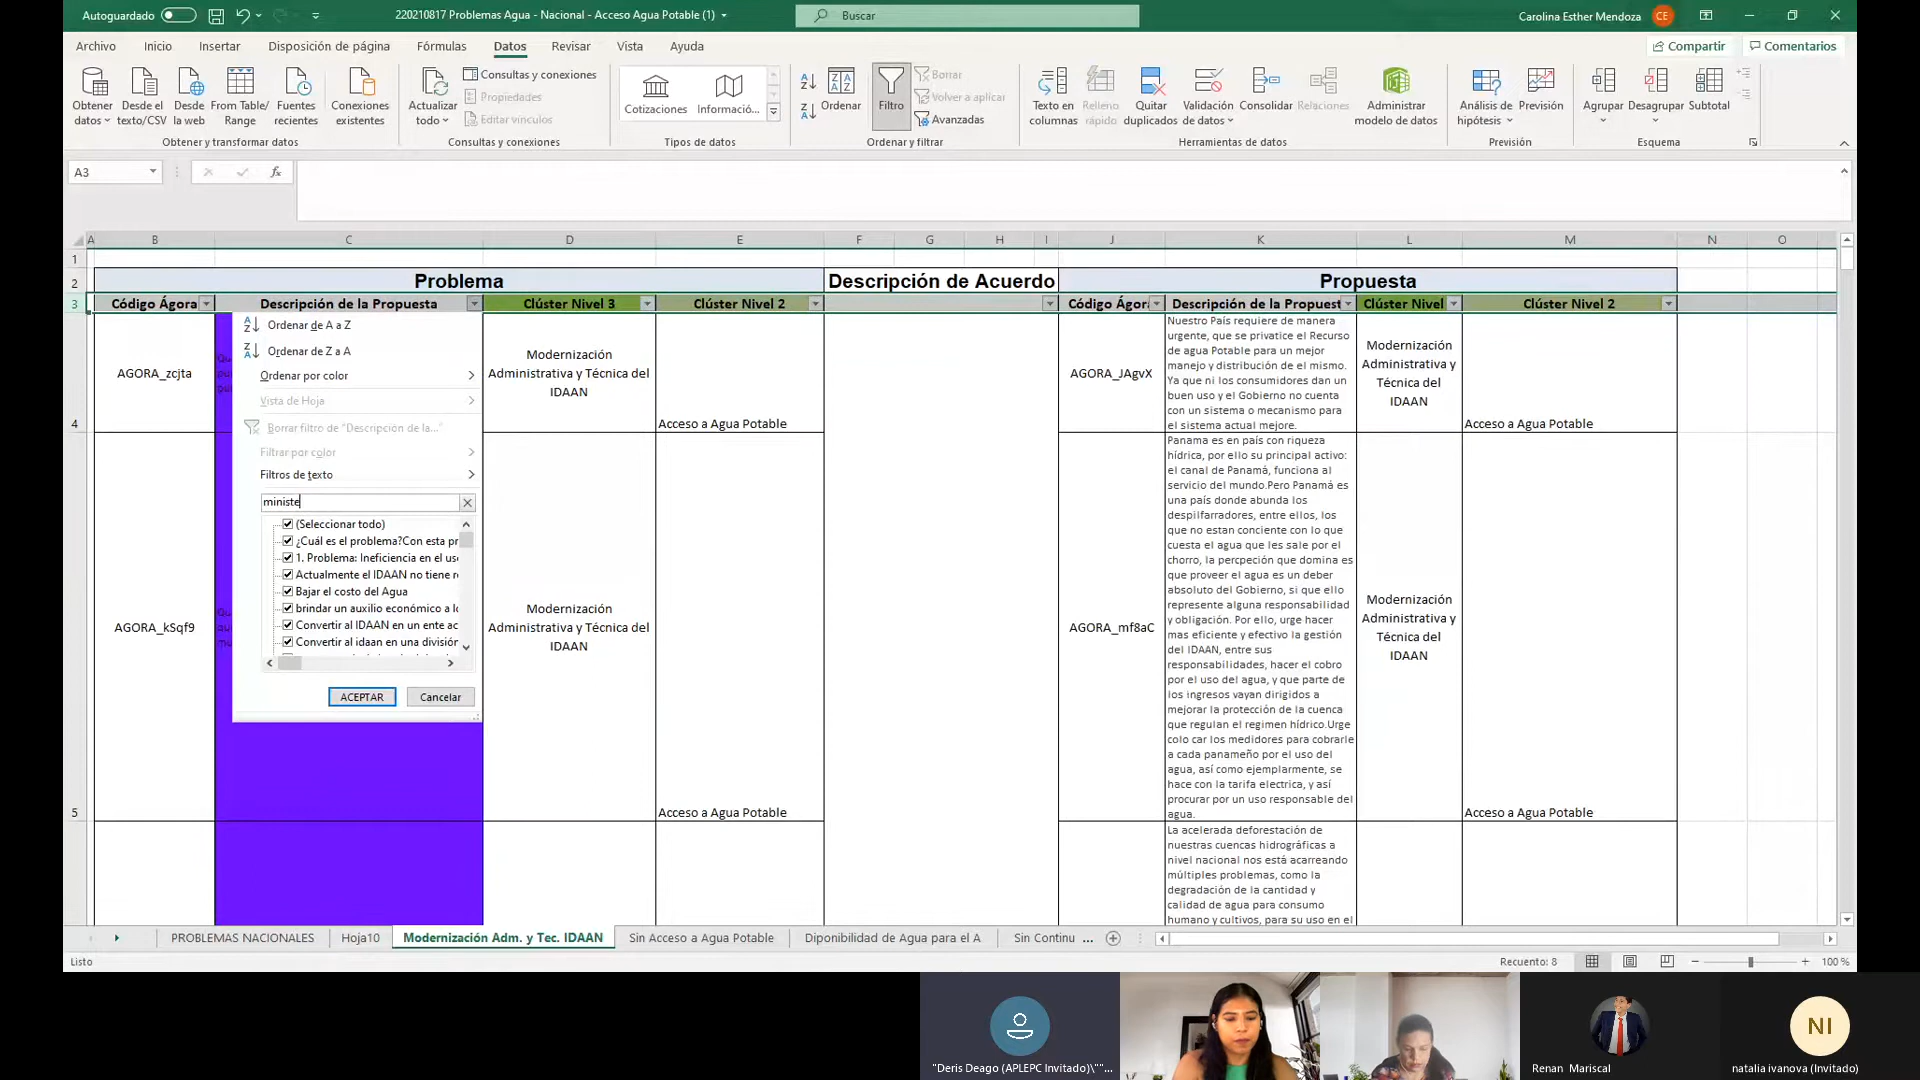 Autoguardado
220210817 Problemas Agua - Nacional - Acceso Agua Potable (1)
Buscar
Carolina Esther Mendoza
CE
Archivo Inicio Insertar Disposición de página Fórmulas Datos Revisar Vista Ayuda
Compartir Comentarios
Obtener datos
Desde el texto/CSV
Desde la web
From Table/ Range
Fuentes recientes
Conexiones existentes
Obtener y transformar datos
Actualizar todo
Consultas y conexiones
Propiedades
Editar vínculos
Consultas y conexiones
Cotizaciones
Informació...
Tipos de datos
Ordenar
Filtro
Borrar
Volver a aplicar
Avanzadas
Ordenar y filtrar
Texto en columnas
Relleno rápido
Quitar duplicados
Validación de datos
Consolidar
Relaciones
Administrar modelo de datos
Herramientas de datos
Análisis de hipótesis
Previsión
Previsión
Agrupar
Desagrupar
Subtotal
Esquema
A3
fx
A B C D E F G H I J K L M N O
1
2
Problema
Descripción de Acuerdo
Propuesta
3
Código Ágora
Descripción de la Propuesta
Clúster Nivel 3
Clúster Nivel 2
Código Ágora
Descripción de la Propuest
Clúster Nivel
Clúster Nivel 2
Ordenar de A a Z
Ordenar de Z a A
Ordenar por color
Vista de Hoja
Borrar filtro de "Descripción de la..."
Filtrar por color
Filtros de texto
ministe
(Seleccionar todo)
¿Cuál es el problema?Con esta pr
1. Problema: Ineficiencia en el us
Actualmente el IDAAN no tiene r
Bajar el costo del Agua
brindar un auxilio económico a l
Convertir al IDAAN en un ente ac
Convertir al idaan en una división
ACEPTAR
Cancelar
4
AGORA_zcjta
Modernización
Administrativa y Técnica del
IDAAN
Acceso a Agua Potable
AGORA_JAgvX
Nuestro País requiere de manera
urgente, que se privatice el Recurso
de agua Potable para un mejor
manejo y distribución de el mismo.
Ya que ni los consumidores dan un
buen uso y el Gobierno no cuenta
con un sistema o mecanismo para
el sistema actual mejore.
Modernización
Administrativa y
Técnica del
IDAAN
Acceso a Agua Potable
5
AGORA_kSqf9
Modernización
Administrativa y Técnica del
IDAAN
Acceso a Agua Potable
AGORA_mf8aC
Panama es en país con riqueza
hídrica, por ello su principal activo:
el canal de Panamá, funciona al
servicio del mundo.Pero Panamá es
una país donde abunda los
despilfarradores, entre ellos, los
que no estan conciente con lo que
cuesta el agua que les sale por el
chorro, la percpeción que domina es
que proveer el agua es un deber
absoluto del Gobierno, si que ello
represente alguna responsabilidad
y obligación. Por ello, urge hacer
mas eficiente y efectivo la gestión
del IDAAN, entre sus
responsabilidades, hacer el cobro
por el uso del agua, y que parte de
los ingresos vayan dirigidos a
mejorar la protección de la cuenca
que regulan el regimen hídrico.Urge
colo car los medidores para cobrarle
a cada panameño por el uso del
agua, así como ejemplarmente, se
hace con la tarifa electrica, y así
procurar por un uso responsable del
agua.
Modernización
Administrativa y
Técnica del
IDAAN
Acceso a Agua Potable
La acelerada deforestación de
nuestras cuencas hidrográficas a
nivel nacional nos está acarreando
múltiples problemas, como la
degradación de la cantidad y
calidad de agua para consumo
humano y cultivos, para su uso en el
PROBLEMAS NACIONALES Hoja10 Modernización Adm. y Tec. IDAAN Sin Acceso a Agua Potable Diponibilidad de Agua para el A Sin Continu ...
Listo
Recuento: 8
100 %
"Deris Deago (APLEPC Invitado)\""...
Renan Mariscal
NI
natalia ivanova (Invitado)